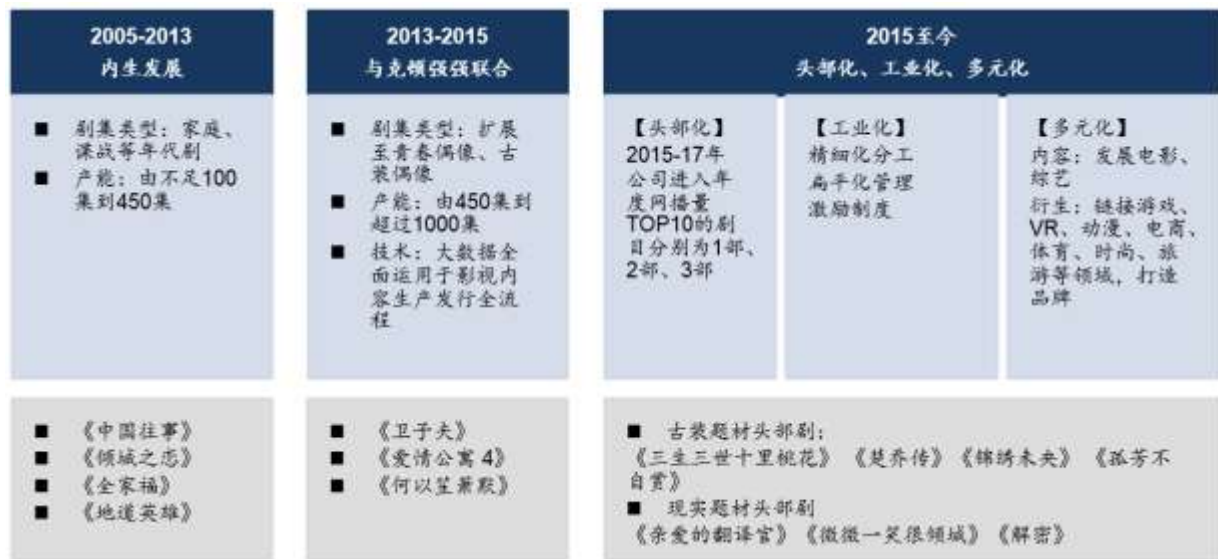 2005-2013
内生发展
■ 剧集类型：家庭、
谍战等年代剧
■ 产能：由不足100
集到450集
2013-2015
与克顿强强联合
■ 剧集类型：扩展
至青春偶像、古
装偶像
■ 产能：由450集到
超过1000集
■ 技术：大数据全
面运用于影视内
容生产发行全流
程
2015至今
头部化、工业化、多元化
【头部化】
2015-17年
公司进入年
度网播量
TOP10的剧
目分别为1部、
2部、3部
【工业化】
精细化分工
扁平化管理
激励制度
【多元化】
内容：发展电影、
综艺
衍生：链接游戏、
VR、动漫、电商、
体育、时尚、旅
游等领域，打造
品牌
■ 《中国往事》
■ 《倾城之恋》
■ 《全家福》
■ 《地道英雄》
■ 《卫子夫》
■ 《爱情公寓 4》
■ 《何以笙萧默》
■ 古装题材头部剧：
《三生三世十里桃花》 《楚乔传》 《锦绣未央》 《孤芳不
自赏》
■ 现实题材头部剧
《亲爱的翻译官》 《微微一笑很倾城》 《解密》